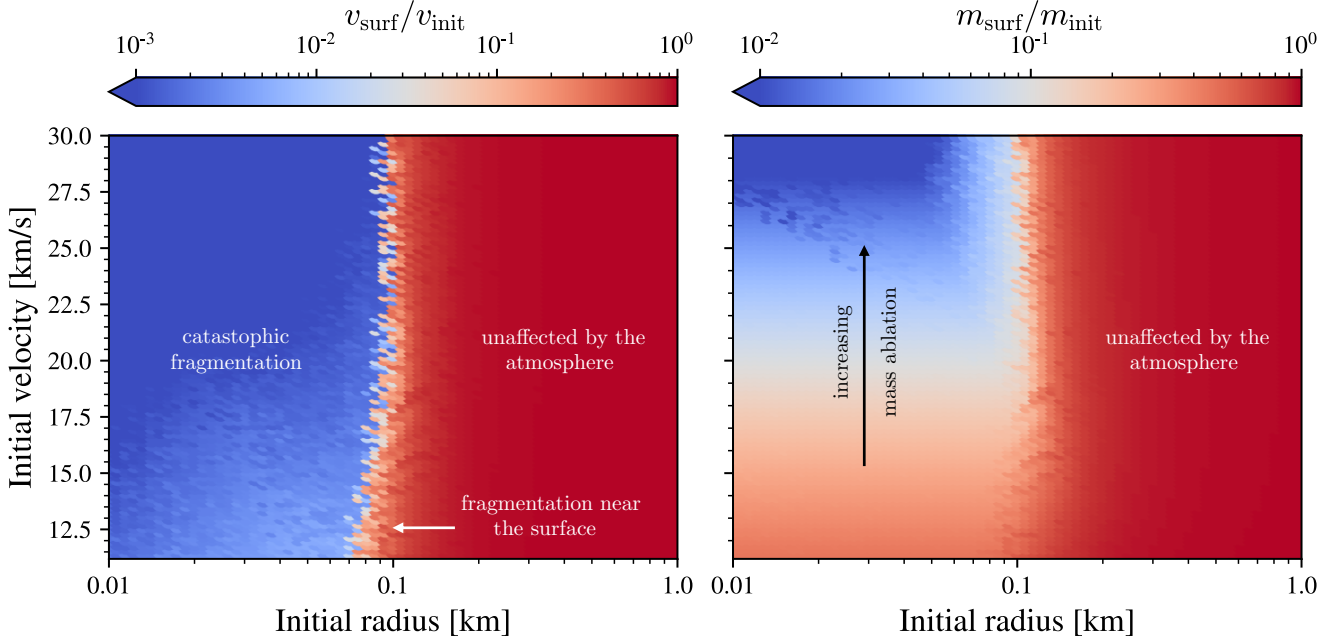 v_surf/v_init
10^-3 10^-2 10^-1 10^0
30.0
27.5
25.0
22.5
20.0
17.5
15.0
12.5
Initial velocity [km/s]
catastophic
fragmentation
unaffected by the
atmosphere
fragmentation near
the surface
0.01 0.1 1.0
Initial radius [km]
m_surf/m_init
10^-2 10^-1 10^0
increasing
mass ablation
unaffected by the
atmosphere
0.01 0.1 1.0
Initial radius [km]